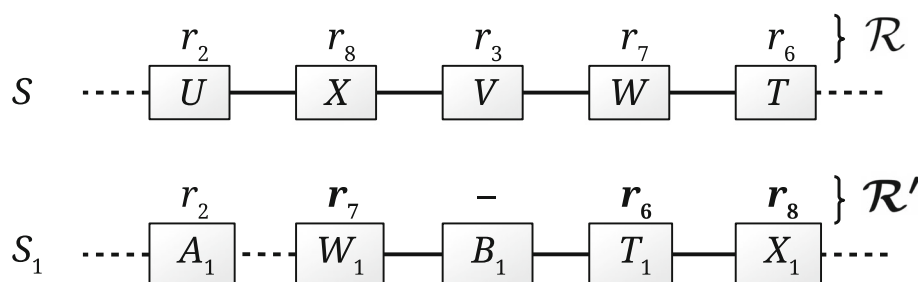 r₂ r₈ r₃ r₇ r₆ } ℛ
S U X V W T
r₂ r₇ – r₆ r₈ } ℛ′
S₁ A₁ W₁ B₁ T₁ X₁